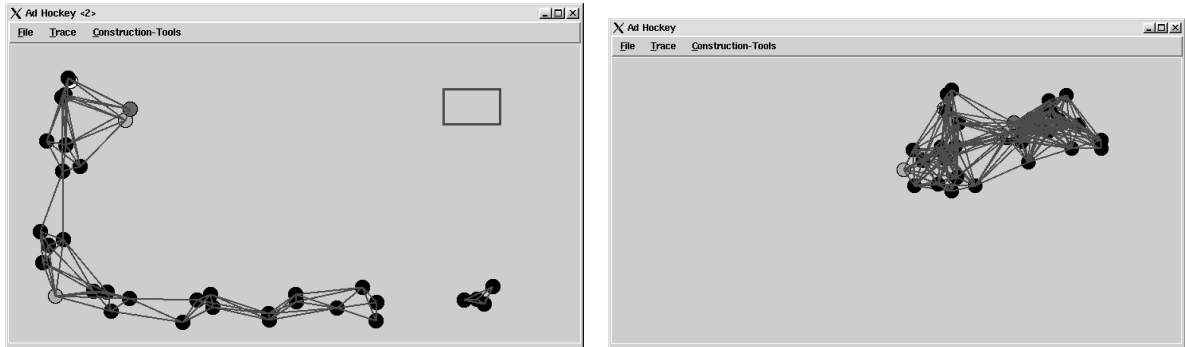 Ad Hockey <2>
File Trace Construction-Tools
Ad Hockey
File Trace Construction-Tools